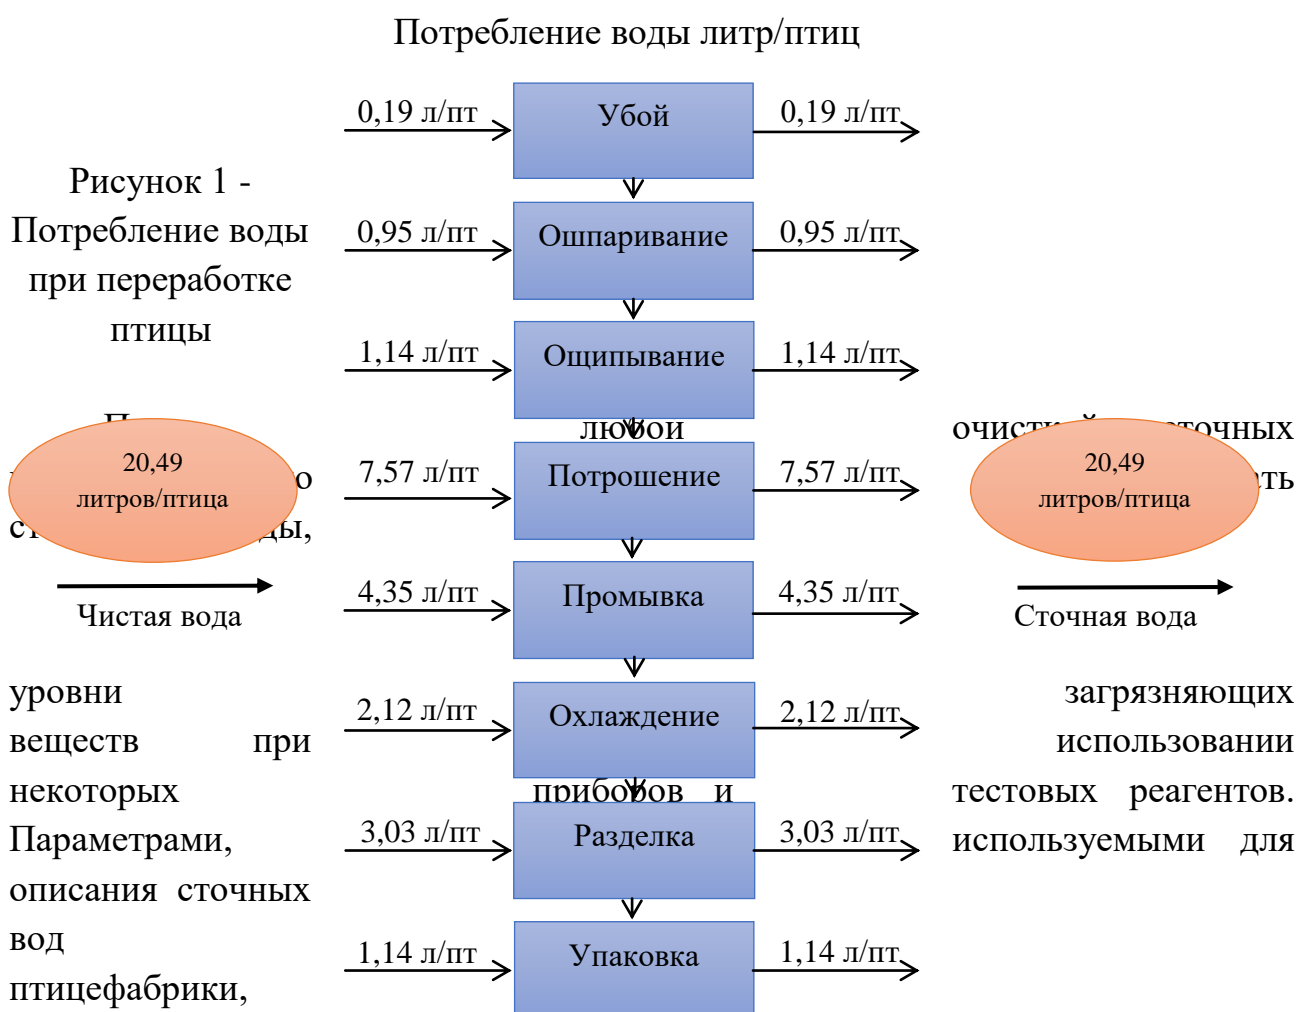 Потребление воды литр/птиц
0,19 л/пт Убой 0,19 л/пт
Рисунок 1 -
Потребление воды
при переработке
птицы
0,95 л/пт Ошпаривание 0,95 л/пт
1,14 л/пт Ощипывание 1,14 л/пт
любой
20,49
литров/птица
7,57 л/пт Потрошение 7,57 л/пт
20,49
литров/птица
4,35 л/пт Промывка 4,35 л/пт
Чистая вода
Сточная вода
уровни загрязняющих
2,12 л/пт Охлаждение 2,12 л/пт
веществ при использовании
некоторых приборов и тестовых реагентов.
Параметрами, используемыми для
3,03 л/пт Разделка 3,03 л/пт
описания сточных
вод
1,14 л/пт Упаковка 1,14 л/пт
птицефабрики,